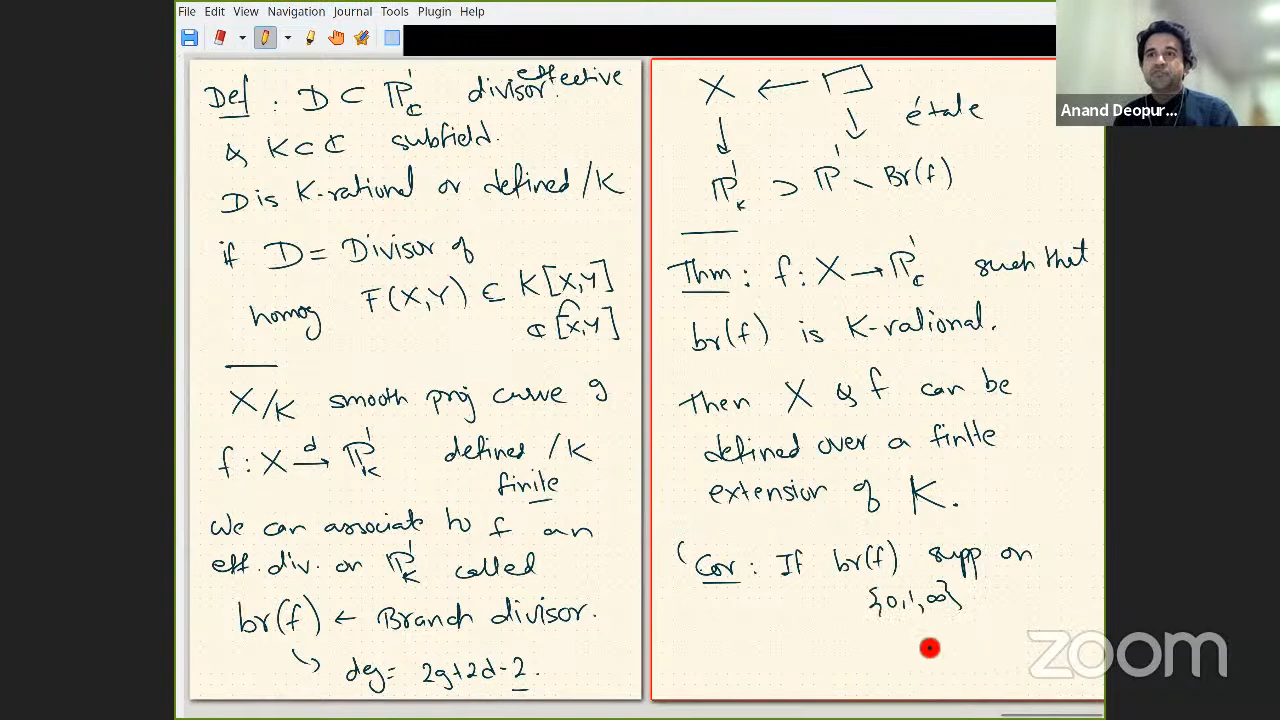 File Edit View Navigation Journal Tools Plugin Help
Def : D ⊂ ℙ¹_ℂ effective divisor.
& K ⊂ ℂ subfield.
D is K-rational or defined /K
if D = Divisor of
homog F(X,Y) ∈ K[X,Y]
ℂ[X,Y]
X/K smooth proj curve g
f : X →^d ℙ¹_K defined /K
finite
We can associate to f an
eff. div. on ℙ¹_K called
br(f) ← Branch divisor.
deg = 2g+2d-2.
X ← □
↓ ↓ étale
ℙ¹_K ⊃ ℙ¹ \ Br(f)
Thm : f : X → ℙ¹_ℂ such that
br(f) is K-rational.
Then X & f can be
defined over a finite
extension of K.
(Cor : If br(f) supp on
{0,1,∞}
Anand Deopur...
zoom